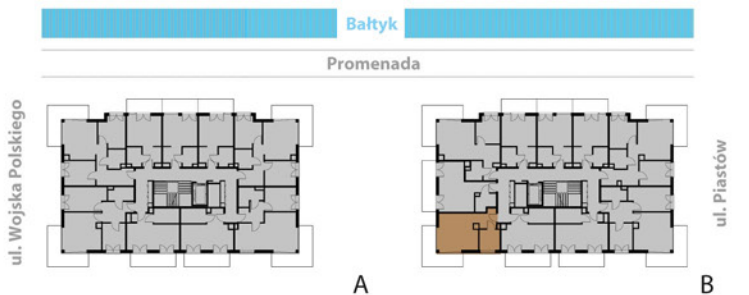 Bałtyk
Promenada
ul. Wojska Polskiego
ul. Piastów
A
B